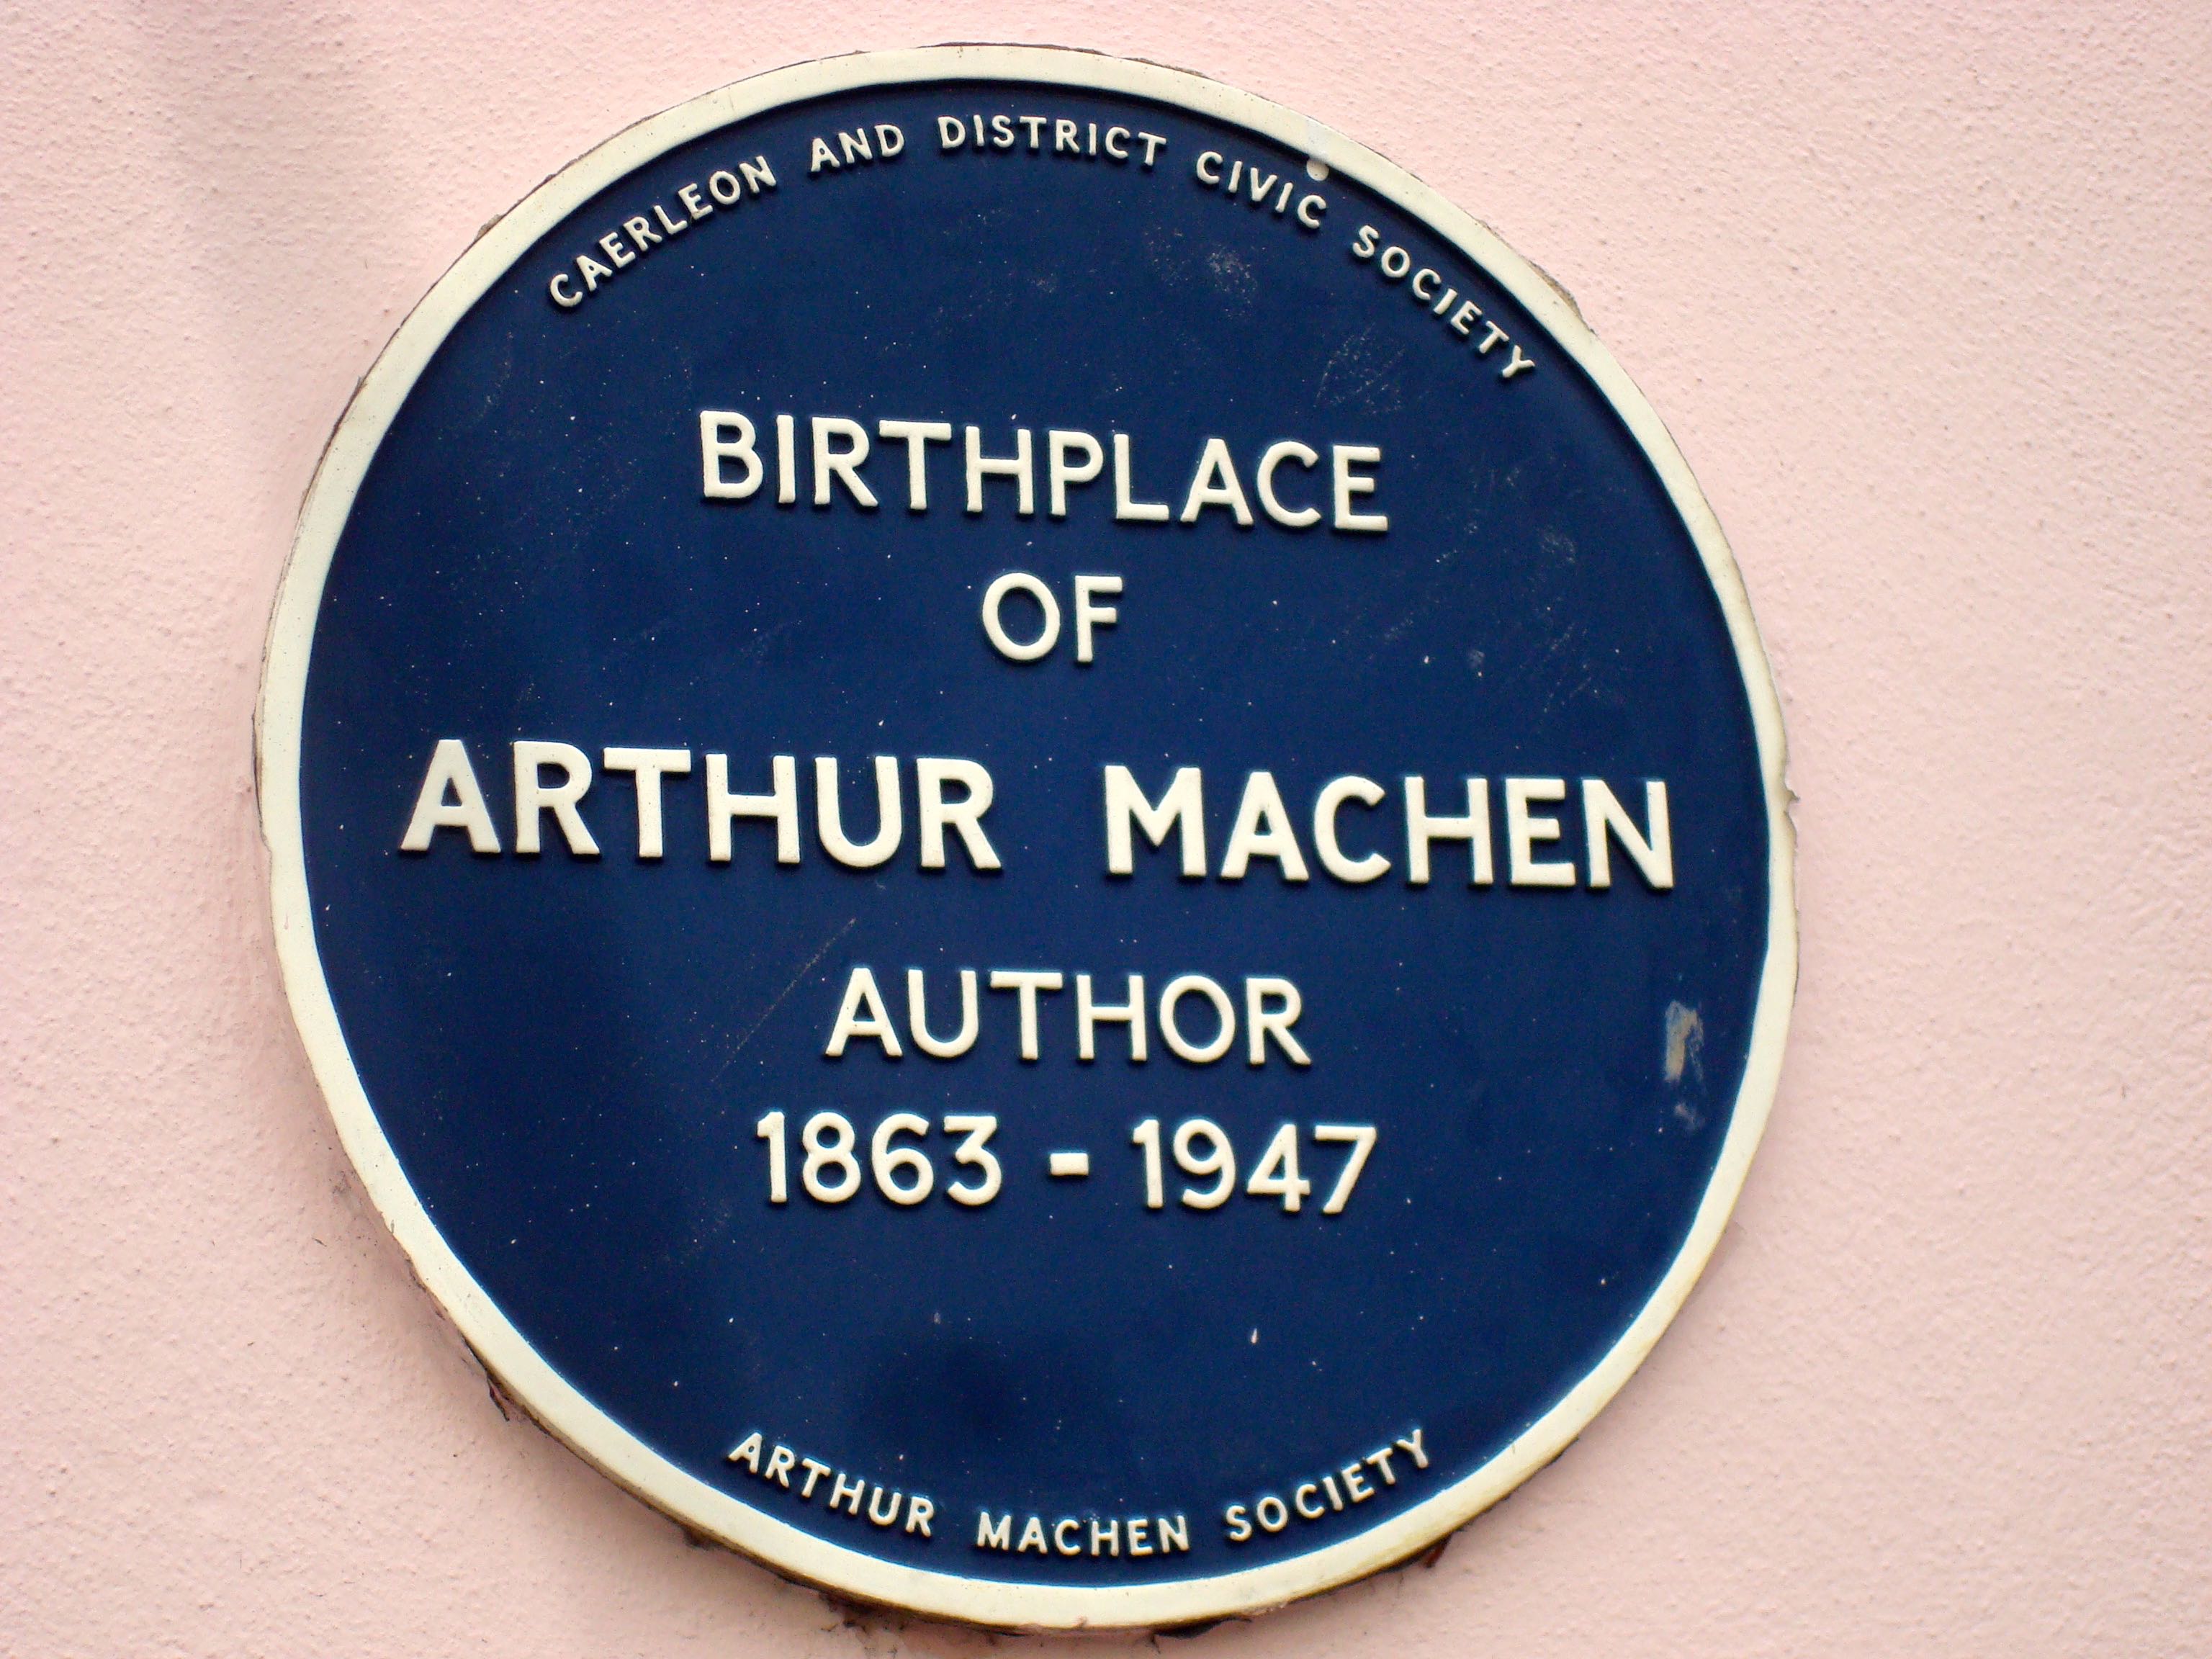 CAERLEON AND DISTRICT CIVIC SOCIETY
BIRTHPLACE
OF
ARTHUR MACHEN
AUTHOR
1863 - 1947
ARTHUR MACHEN SOCIETY